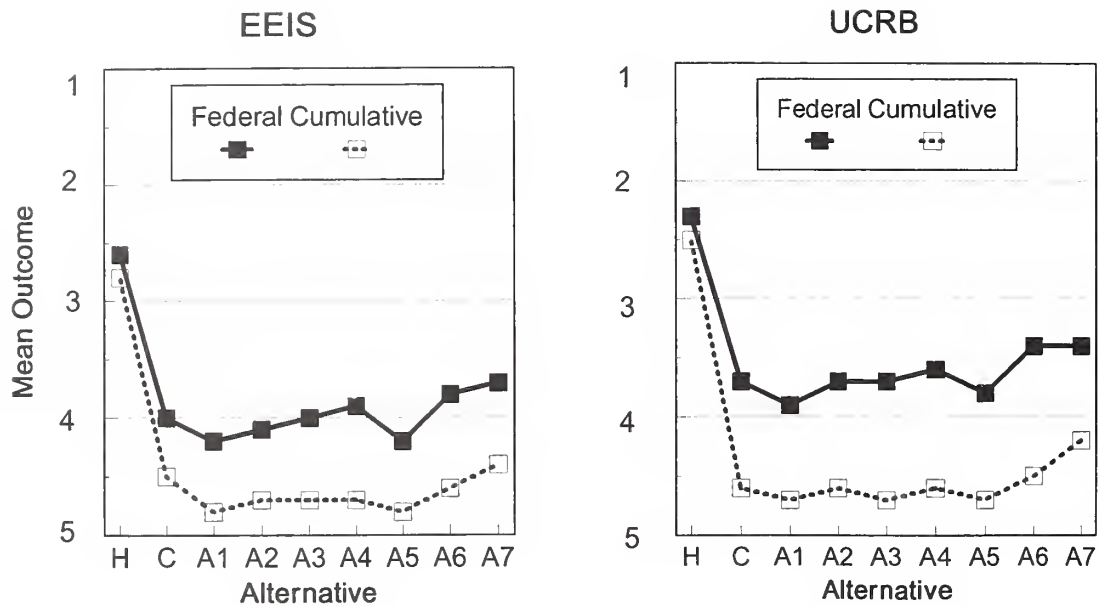 EEIS
1
Federal Cumulative
2
3
4
5
Mean Outcome
H C A1 A2 A3 A4 A5 A6 A7
Alternative
UCRB
1
Federal Cumulative
2
3
4
5
H C A1 A2 A3 A4 A5 A6 A7
Alternative